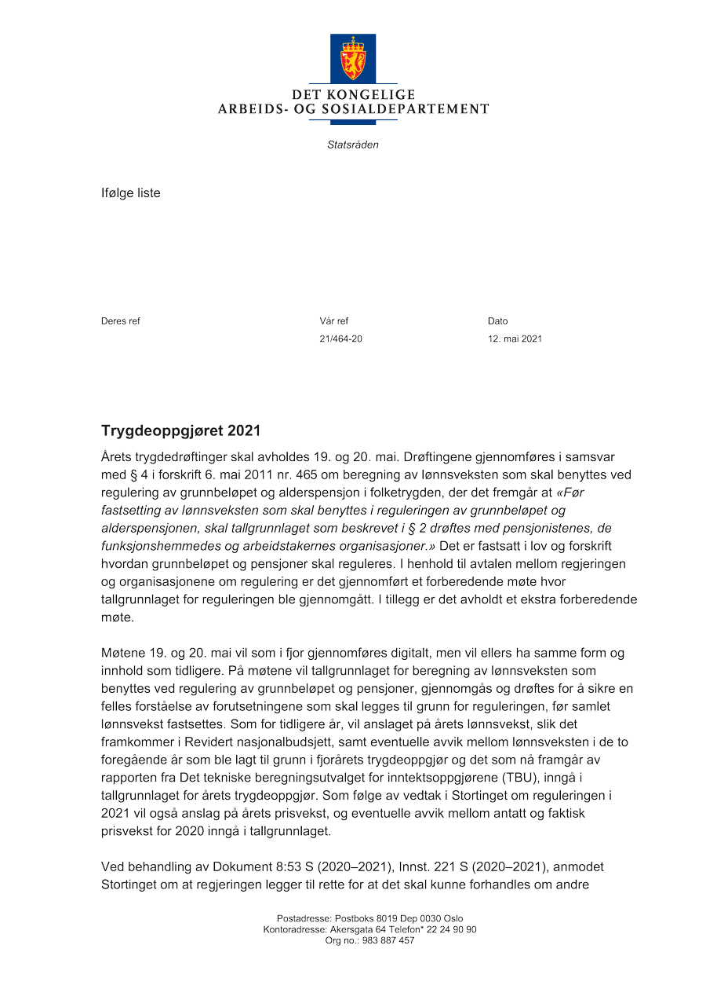 DET KONGELIGE
ARBEIDS- OG SOSIALDEPARTEMENT
Statsråden
Ifølge liste
Deres ref
Vår ref
Dato
21/464-20
12. mai 2021
Trygdeoppgjøret 2021
Årets trygdedrøftinger skal avholdes 19. og 20. mai. Drøftingene gjennomføres i samsvar
med § 4 i forskrift 6. mai 2011 nr. 465 om beregning av lønnsveksten som skal benyttes ved
regulering av grunnbeløpet og alderspensjon i folketrygden, der det fremgår at «Før
fastsetting av lønnsveksten som skal benyttes i reguleringen av grunnbeløpet og
alderspensjonen, skal tallgrunnlaget som beskrevet i § 2 drøftes med pensjonistenes, de
funksjonshemmedes og arbeidstakernes organisasjoner.» Det er fastsatt i lov og forskrift
hvordan grunnbeløpet og pensjoner skal reguleres. I henhold til avtalen mellom regjeringen
og organisasjonene om regulering er det gjennomført et forberedende møte hvor
tallgrunnlaget for reguleringen ble gjennomgått. I tillegg er det avholdt et ekstra forberedende
møte.
Møtene 19. og 20. mai vil som i fjor gjennomføres digitalt, men vil ellers ha samme form og
innhold som tidligere. På møtene vil tallgrunnlaget for beregning av lønnsveksten som
benyttes ved regulering av grunnbeløpet og pensjoner, gjennomgås og drøftes for å sikre en
felles forståelse av forutsetningene som skal legges til grunn for reguleringen, før samlet
lønnsvekst fastsettes. Som for tidligere år, vil anslaget på årets lønnsvekst, slik det
framkommer i Revidert nasjonalbudsjett, samt eventuelle avvik mellom lønnsveksten i de to
foregående år som ble lagt til grunn i fjorårets trygdeoppgjør og det som nå framgår av
rapporten fra Det tekniske beregningsutvalget for inntektsoppgjørene (TBU), inngå i
tallgrunnlaget for årets trygdeoppgjør. Som følge av vedtak i Stortinget om reguleringen i
2021 vil også anslag på årets prisvekst, og eventuelle avvik mellom antatt og faktisk
prisvekst for 2020 inngå i tallgrunnlaget.
Ved behandling av Dokument 8:53 S (2020–2021), Innst. 221 S (2020–2021), anmodet
Stortinget om at regjeringen legger til rette for at det skal kunne forhandles om andre
Postadresse: Postboks 8019 Dep 0030 Oslo
Kontoradresse: Akersgata 64 Telefon* 22 24 90 90
Org no.: 983 887 457